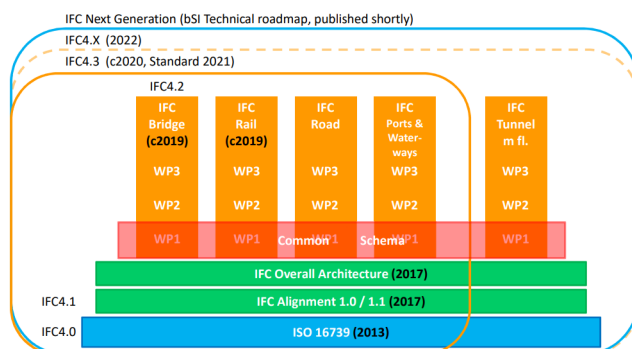 IFC Next Generation (bSI Technical roadmap, published shortly)
IFC4.X (2022)
IFC4.3 (c2020, Standard 2021)
IFC4.2
IFC
Bridge
(c2019)
WP3
WP2
WP1
IFC
Rail
(c2019)
WP3
WP2
WP1
IFC
Road
WP3
WP2
WP1
IFC
Ports &
Water-
ways
WP3
WP2
WP1
IFC
Tunnel
m fl.
WP3
WP2
WP1
Common Schema
IFC Overall Architecture (2017)
IFC4.1
IFC Alignment 1.0 / 1.1 (2017)
IFC4.0
ISO 16739 (2013)